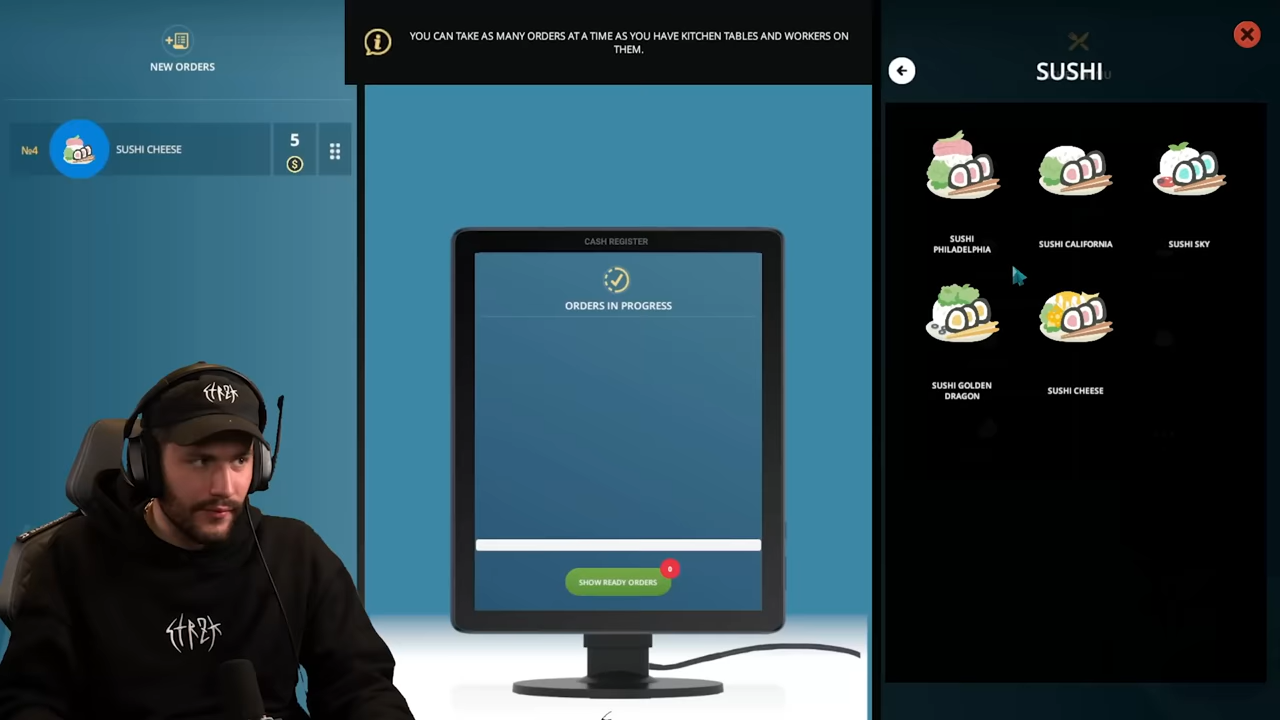 NEW ORDERS
№4
SUSHI CHEESE
5
$
YOU CAN TAKE AS MANY ORDERS AT A TIME AS YOU HAVE KITCHEN TABLES AND WORKERS ON
THEM.
CASH REGISTER
ORDERS IN PROGRESS
SHOW READY ORDERS
0
SUSHI
SUSHI
PHILADELPHIA
SUSHI CALIFORNIA
SUSHI SKY
SUSHI GOLDEN
DRAGON
SUSHI CHEESE